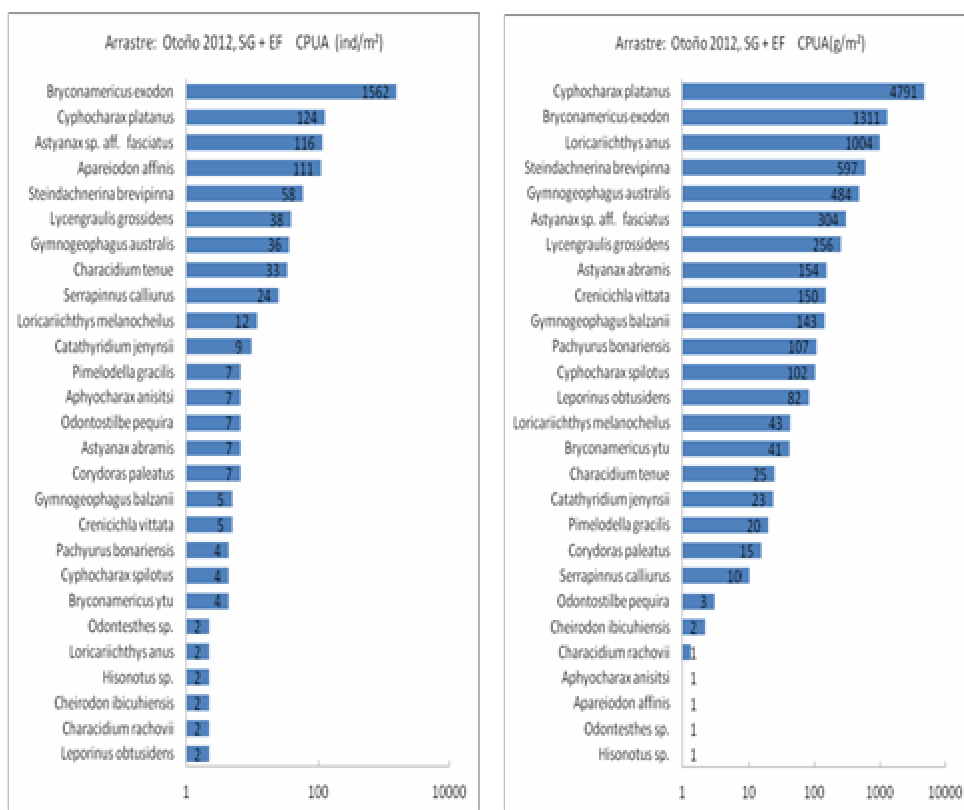 Arrastre: Otoño 2012, SG + EF CPUA (ind/m²)
Bryconamericus exodon 1562
Cyphocharax platanus 124
Astyanax sp. aff. fasciatus 116
Apareiodon affinis 111
Steindachnerina brevipinna 58
Lycengraulis grossidens 38
Gymnogeophagus australis 36
Characidium tenue 33
Serrapinnus calliurus 24
Loricariichthys melanocheilus 12
Catathyridium jenynsii 9
Pimelodella gracilis 7
Aphyocharax anisitsi 7
Odontostilbe pequira 7
Astyanax abramis 7
Corydoras paleatus 7
Gymnogeophagus balzanii 5
Crenicichla vittata 5
Pachyurus bonariensis 4
Cyphocharax spilotus 4
Bryconamericus ytu 4
Odontesthes sp. 2
Loricariichthys anus 2
Hisonotus sp. 2
Cheirodon ibicuhiensis 2
Characidium rachovii 2
Leporinus obtusidens 2
1 100 10000
Arrastre: Otoño 2012, SG + EF CPUA(g/m²)
Cyphocharax platanus 4791
Bryconamericus exodon 1311
Loricariichthys anus 1004
Steindachnerina brevipinna 597
Gymnogeophagus australis 484
Astyanax sp. aff. fasciatus 304
Lycengraulis grossidens 256
Astyanax abramis 154
Crenicichla vittata 150
Gymnogeophagus balzanii 143
Pachyurus bonariensis 107
Cyphocharax spilotus 102
Leporinus obtusidens 82
Loricariichthys melanocheilus 43
Bryconamericus ytu 41
Characidium tenue 25
Catathyridium jenynsii 23
Pimelodella gracilis 20
Corydoras paleatus 15
Serrapinnus calliurus 10
Odontostilbe pequira 3
Cheirodon ibicuhiensis 2
Characidium rachovii 1
Aphyocharax anisitsi 1
Apareiodon affinis 1
Odontesthes sp. 1
Hisonotus sp. 1
1 10 100 1000 10000